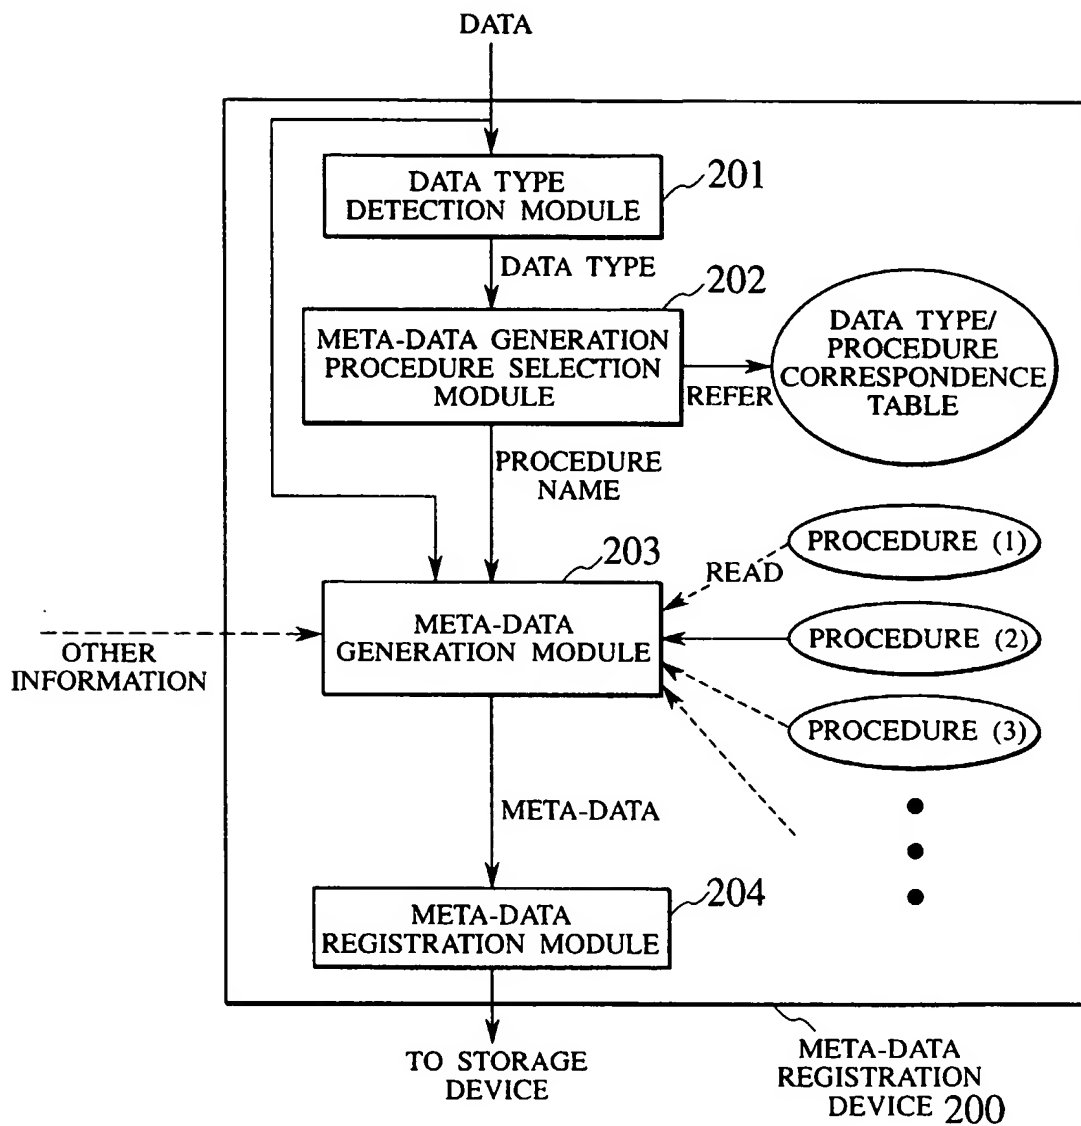 DATA
DATA TYPE
DETECTION MODULE
201
DATA TYPE
202
META-DATA GENERATION
PROCEDURE SELECTION
MODULE
REFER
DATA TYPE/
PROCEDURE
CORRESPONDENCE
TABLE
PROCEDURE
NAME
203
READ
PROCEDURE (1)
OTHER
INFORMATION
META-DATA
GENERATION MODULE
PROCEDURE (2)
PROCEDURE (3)
META-DATA
204
META-DATA
REGISTRATION MODULE
TO STORAGE
DEVICE
META-DATA
REGISTRATION
DEVICE 200